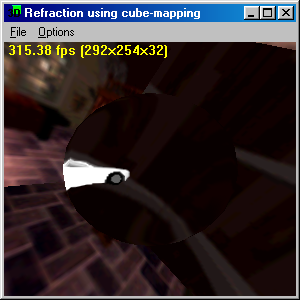 Refraction using cube-mapping
File Options
315.38 fps (292x254x32)